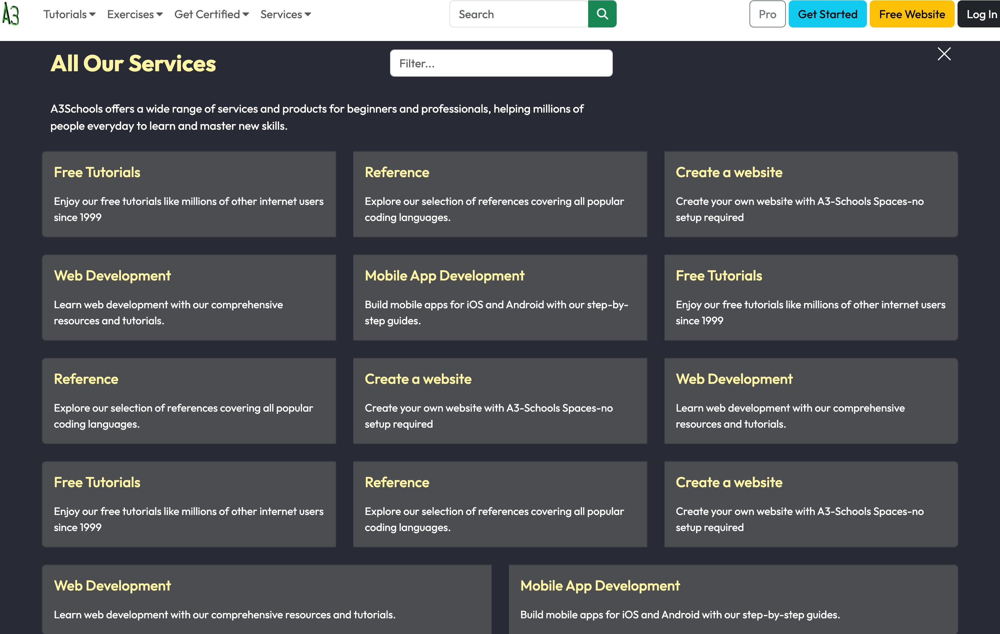 A3 Tutorials Exercises Get Certified Services Search Pro Get Started Free Website Log In
All Our Services Filter...
A3Schools offers a wide range of services and products for beginners and professionals, helping millions of
people everyday to learn and master new skills.
Free Tutorials
Enjoy our free tutorials like millions of other internet users
since 1999
Reference
Explore our selection of references covering all popular
coding languages.
Create a website
Create your own website with A3-Schools Spaces-no
setup required
Web Development
Learn web development with our comprehensive
resources and tutorials.
Mobile App Development
Build mobile apps for iOS and Android with our step-by-
step guides.
Free Tutorials
Enjoy our free tutorials like millions of other internet users
since 1999
Reference
Explore our selection of references covering all popular
coding languages.
Create a website
Create your own website with A3-Schools Spaces-no
setup required
Web Development
Learn web development with our comprehensive
resources and tutorials.
Free Tutorials
Enjoy our free tutorials like millions of other internet users
since 1999
Reference
Explore our selection of references covering all popular
coding languages.
Create a website
Create your own website with A3-Schools Spaces-no
setup required
Web Development
Learn web development with our comprehensive resources and tutorials.
Mobile App Development
Build mobile apps for iOS and Android with our step-by-step guides.